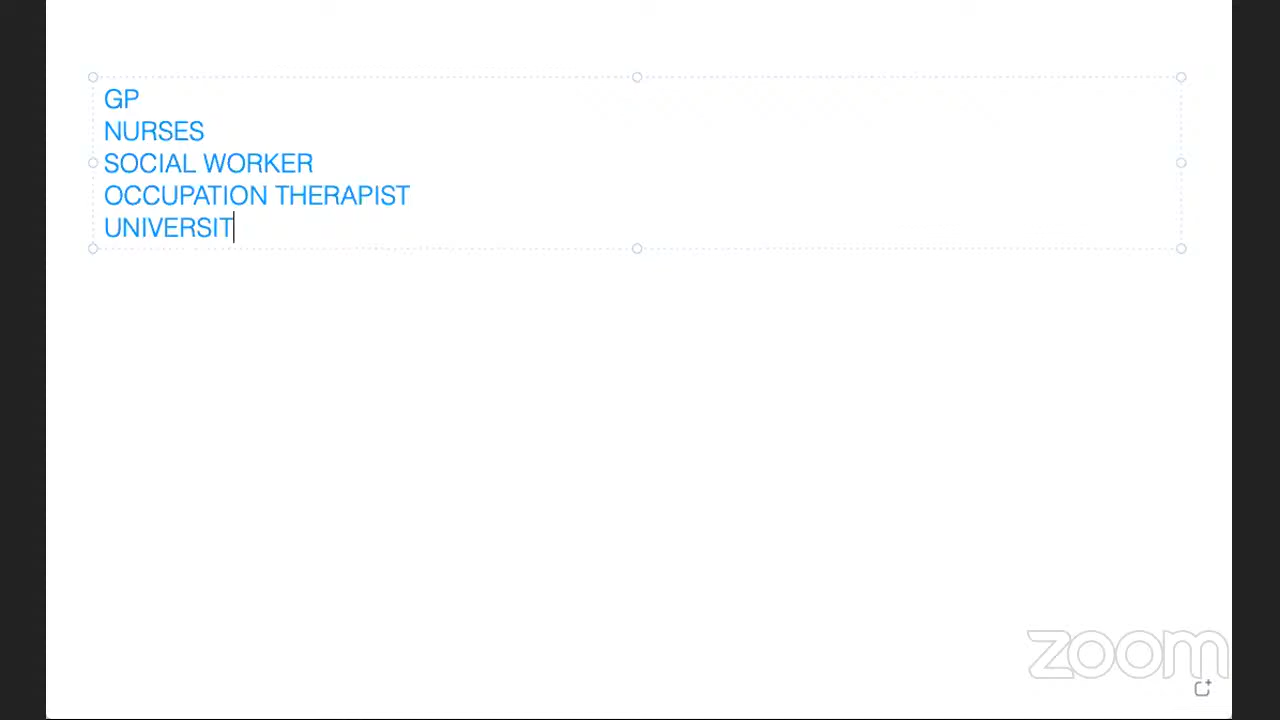 GP
NURSES
SOCIAL WORKER
OCCUPATION THERAPIST
UNIVERSIT
zoom